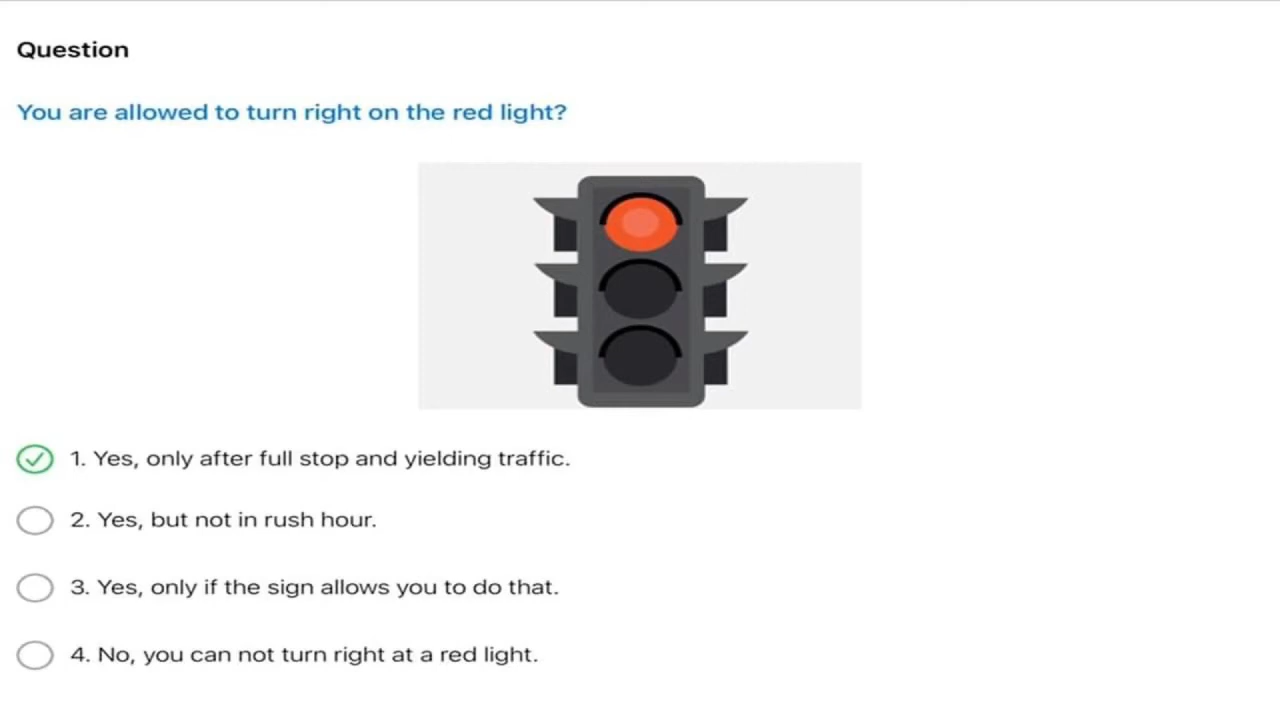 Question
You are allowed to turn right on the red light?
1. Yes, only after full stop and yielding traffic.
2. Yes, but not in rush hour.
3. Yes, only if the sign allows you to do that.
4. No, you can not turn right at a red light.